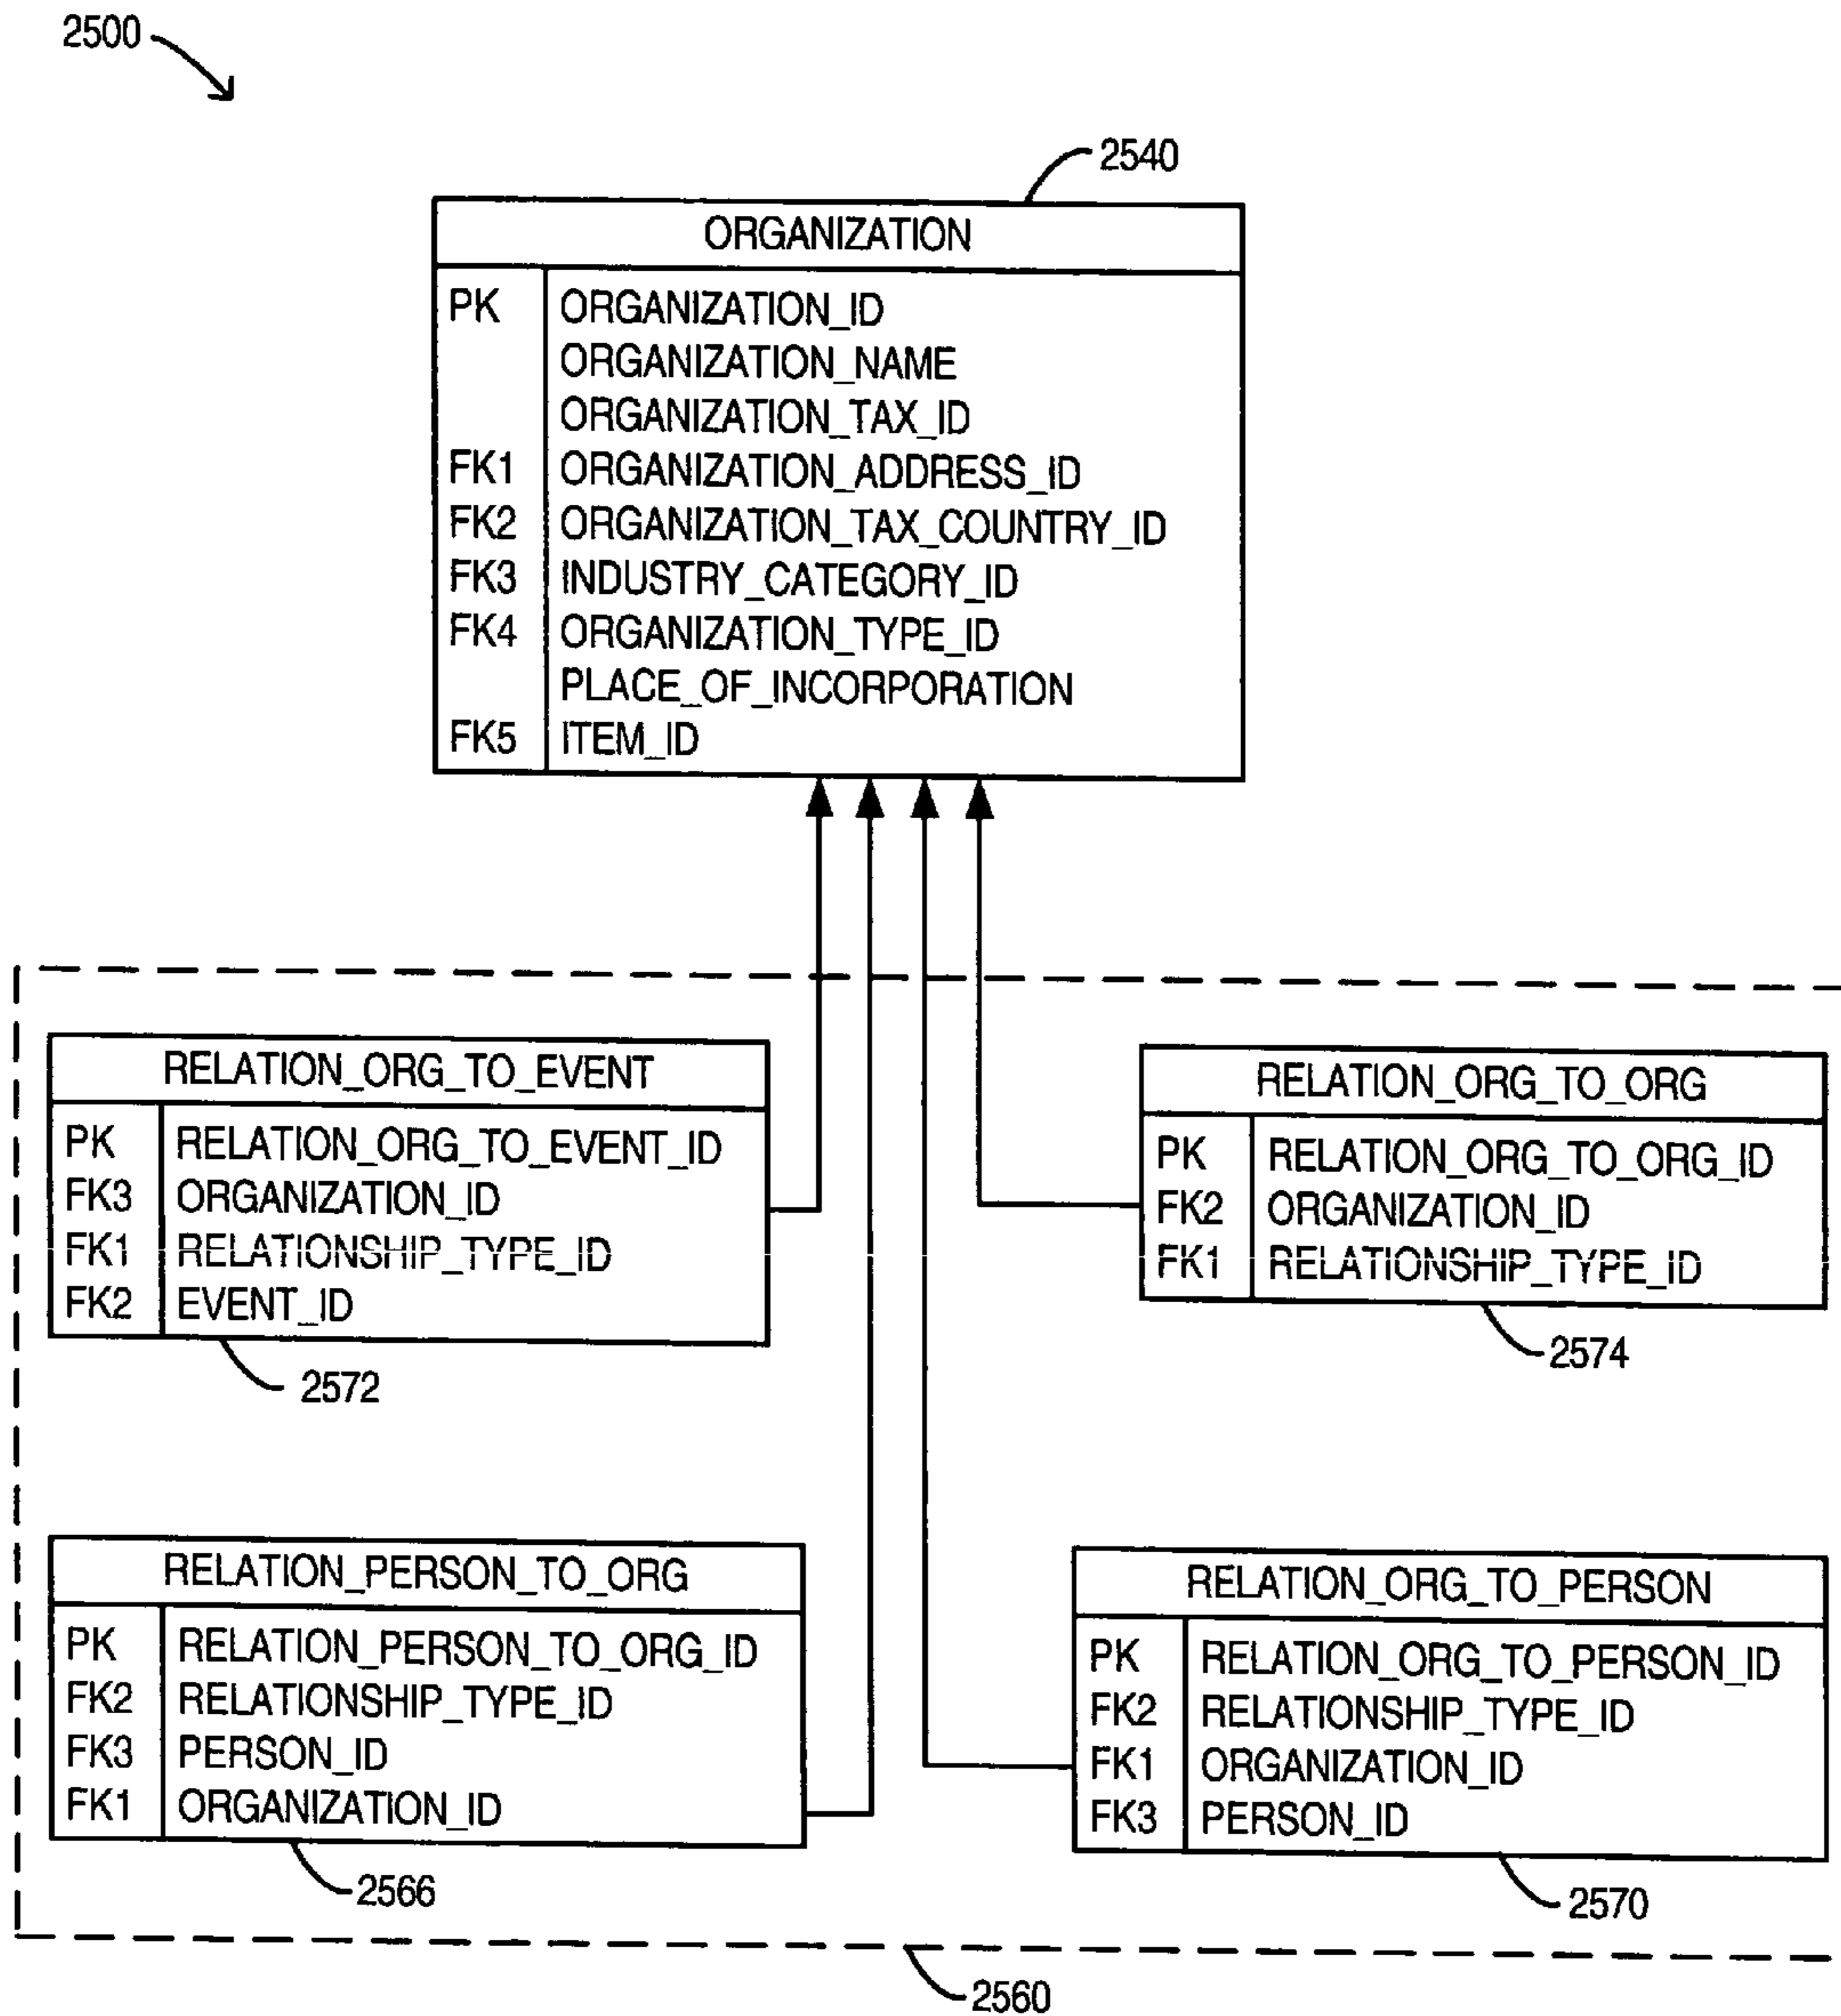 2500
2540
ORGANIZATION
PK ORGANIZATION_ID
ORGANIZATION_NAME
ORGANIZATION_TAX_ID
FK1 ORGANIZATION_ADDRESS_ID
FK2 ORGANIZATION_TAX_COUNTRY_ID
FK3 INDUSTRY_CATEGORY_ID
FK4 ORGANIZATION_TYPE_ID
PLACE_OF_INCORPORATION
FK5 ITEM_ID
RELATION_ORG_TO_EVENT
PK RELATION_ORG_TO_EVENT_ID
FK3 ORGANIZATION_ID
FK1 RELATIONSHIP_TYPE_ID
FK2 EVENT_ID
2572
RELATION_ORG_TO_ORG
PK RELATION_ORG_TO_ORG_ID
FK2 ORGANIZATION_ID
FK1 RELATIONSHIP_TYPE_ID
2574
RELATION_PERSON_TO_ORG
PK RELATION_PERSON_TO_ORG_ID
FK2 RELATIONSHIP_TYPE_ID
FK3 PERSON_ID
FK1 ORGANIZATION_ID
2566
RELATION_ORG_TO_PERSON
PK RELATION_ORG_TO_PERSON_ID
FK2 RELATIONSHIP_TYPE_ID
FK1 ORGANIZATION_ID
FK3 PERSON_ID
2570
2560